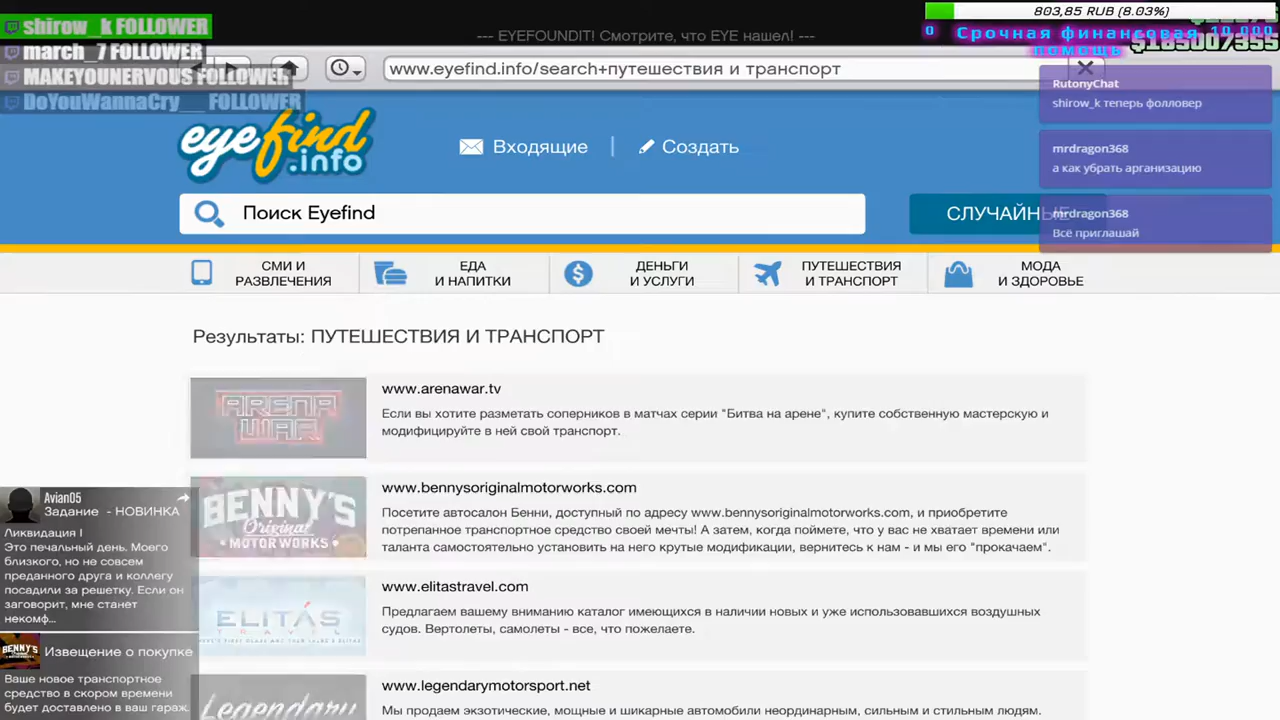 shirow_k FOLLOWER
march_7 FOLLOWER
MAKEYOUNERVOUS FOLLOWER
DoYouWannaCry__ FOLLOWER
--- EYEFOUNDIT! Смотрите, что EYE нашел! ---
803,85 RUB (8.03%)
0 Срочная финансовая 10 000
помощь
www.eyefind.info/search+путешествия и транспорт
RutonyChat
shirow_k теперь фолловер
mrdragon368
а как убрать арганизацию
mrdragon368
Всё приглашай
eyefind
.info
Входящие
Создать
Поиск Eyefind
СЛУЧАЙНЫЕ
СМИ И
РАЗВЛЕЧЕНИЯ
ЕДА
И НАПИТКИ
ДЕНЬГИ
И УСЛУГИ
ПУТЕШЕСТВИЯ
И ТРАНСПОРТ
МОДА
И ЗДОРОВЬЕ
Результаты: ПУТЕШЕСТВИЯ И ТРАНСПОРТ
ARENA
WAR
www.arenawar.tv
Если вы хотите разметать соперников в матчах серии "Битва на арене", купите собственную мастерскую и
модифицируйте в ней свой транспорт.
BENNY'S
Original
MOTOR WORKS
www.bennysoriginalmotorworks.com
Посетите автосалон Бенни, доступный по адресу www.bennysoriginalmotorworks.com, и приобретите
потрепанное транспортное средство своей мечты! А затем, когда поймете, что у вас не хватает времени или
таланта самостоятельно установить на него крутые модификации, вернитесь к нам - и мы его "прокачаем".
ELITÁS
TRAVEL
www.elitastravel.com
Предлагаем вашему вниманию каталог имеющихся в наличии новых и уже использовавшихся воздушных
судов. Вертолеты, самолеты - все, что пожелаете.
Legendary
www.legendarymotorsport.net
Мы продаем экзотические, мощные и шикарные автомобили неординарным, сильным и стильным людям.
Avian05
Задание - НОВИНКА
Ликвидация I
Это печальный день. Моего
близкого, но не совсем
преданного друга и коллегу
посадили за решетку. Если он
заговорит, мне станет
некомф...
BENNY'S
Извещение о покупке
Ваше новое транспортное
средство в скором времени
будет доставлено в ваш гараж.